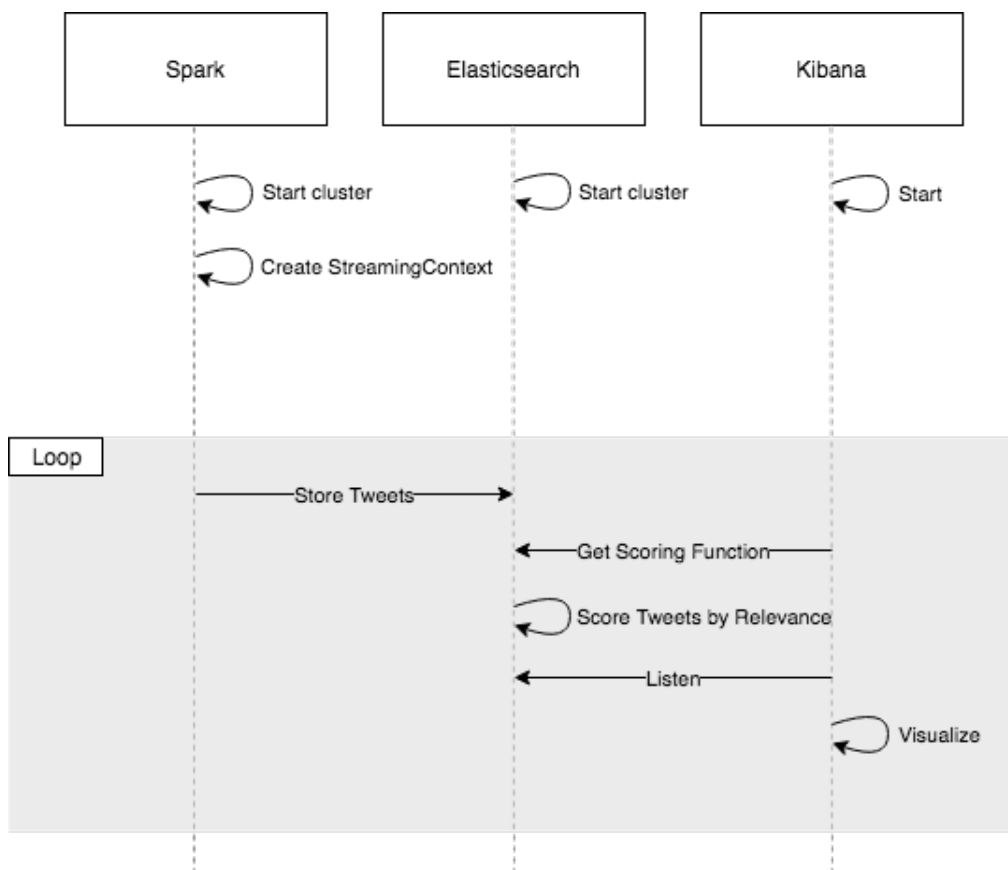 Spark
Elasticsearch
Kibana
Start cluster
Start cluster
Start
Create StreamingContext
Loop
Store Tweets
Get Scoring Function
Score Tweets by Relevance
Listen
Visualize